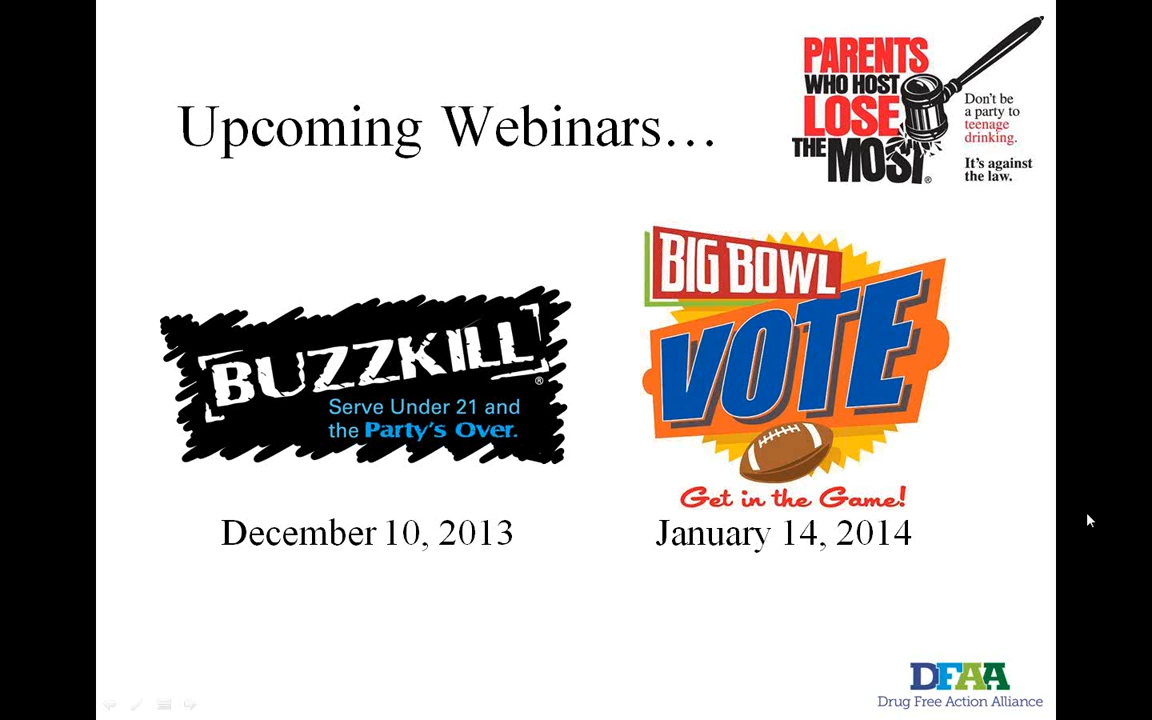 Upcoming Webinars...
PARENTS
WHO HOST
LOSE
THE MOST®
Don't be
a party to
teenage
drinking.
It's against
the law.
BUZZKILL®
Serve Under 21 and
the Party's Over.
December 10, 2013
BIG BOWL
VOTE
Get in the Game!
January 14, 2014
DFAA
Drug Free Action Alliance